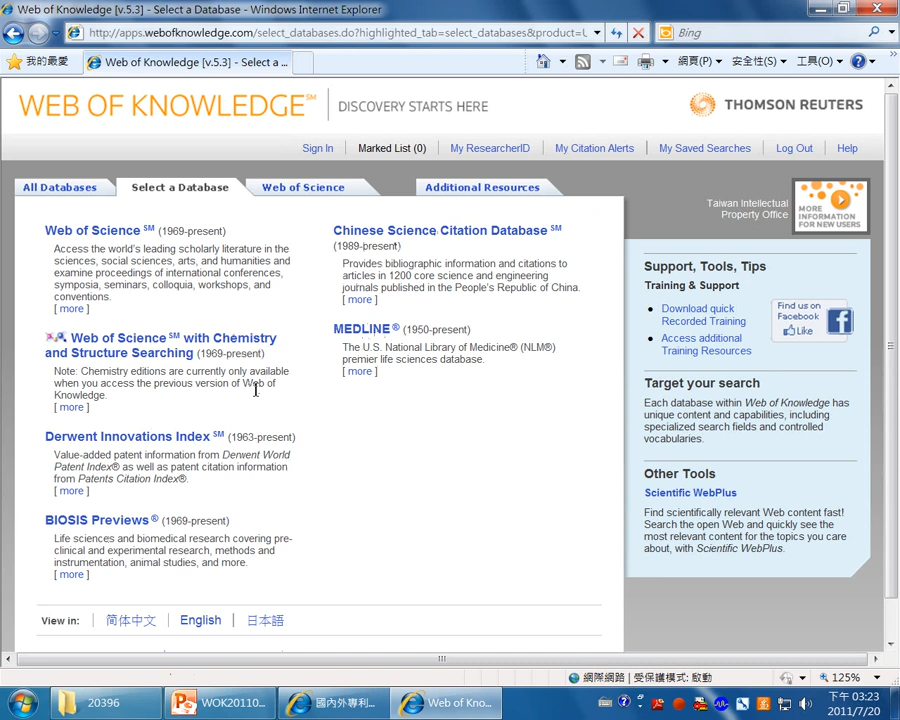 Web of Knowledge [v.5.3] - Select a Database - Windows Internet Explorer
http://apps.webofknowledge.com/select_databases.do?highlighted_tab=select_databases&product=U
Bing
我的最愛
Web of Knowledge [v.5.3] - Select a ...
網頁(P)
安全性(S)
工具(O)
WEB OF KNOWLEDGE℠
DISCOVERY STARTS HERE
THOMSON REUTERS
Sign In
Marked List (0)
My ResearcherID
My Citation Alerts
My Saved Searches
Log Out
Help
All Databases
Select a Database
Web of Science
Additional Resources
Taiwan Intellectual
Property Office
MORE
INFORMATION
FOR NEW USERS
Web of Science ℠ (1969-present)
Access the world's leading scholarly literature in the
sciences, social sciences, arts, and humanities and
examine proceedings of international conferences,
symposia, seminars, colloquia, workshops, and
conventions.
[ more ]
Web of Science ℠ with Chemistry
and Structure Searching (1969-present)
Note: Chemistry editions are currently only available
when you access the previous version of Web of
Knowledge.
[ more ]
Derwent Innovations Index ℠ (1963-present)
Value-added patent information from Derwent World
Patent Index® as well as patent citation information
from Patents Citation Index®.
[ more ]
BIOSIS Previews ® (1969-present)
Life sciences and biomedical research covering pre-
clinical and experimental research, methods and
instrumentation, animal studies, and more.
[ more ]
Chinese Science Citation Database ℠
(1989-present)
Provides bibliographic information and citations to
articles in 1200 core science and engineering
journals published in the People's Republic of China.
[ more ]
MEDLINE ® (1950-present)
The U.S. National Library of Medicine® (NLM®)
premier life sciences database.
[ more ]
Support, Tools, Tips
Training & Support
Download quick
Recorded Training
Access additional
Training Resources
Find us on
Facebook
Like
Target your search
Each database within Web of Knowledge has
unique content and capabilities, including
specialized search fields and controlled
vocabularies.
Other Tools
Scientific WebPlus
Find scientifically relevant Web content fast!
Search the open Web and quickly see the
most relevant content for the topics you care
about, with Scientific WebPlus.
View in:
简体中文
English
日本語
網際網路 | 受保護模式: 啟動
125%
20396
WOK20110...
國內外專利...
Web of Kno...
下午 03:23
2011/7/20